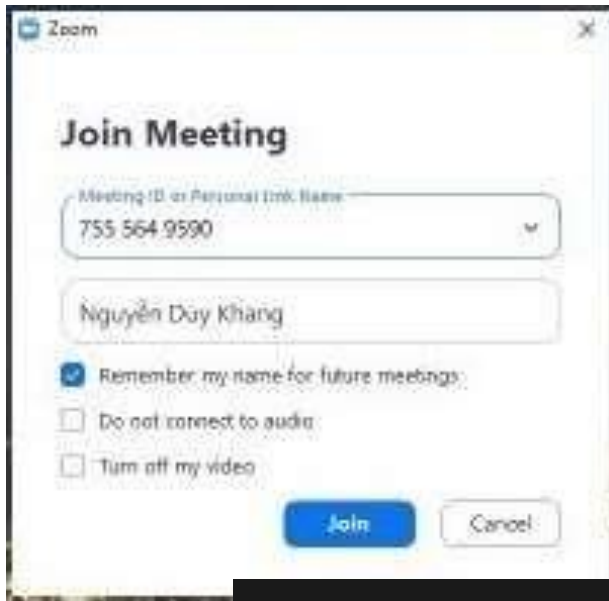 Zoom
Join Meeting
Meeting ID or Personal Link Name
755 564 9590
Nguyễn Duy Khang
Remember my name for future meetings
Do not connect to audio
Turn off my video
Join
Cancel